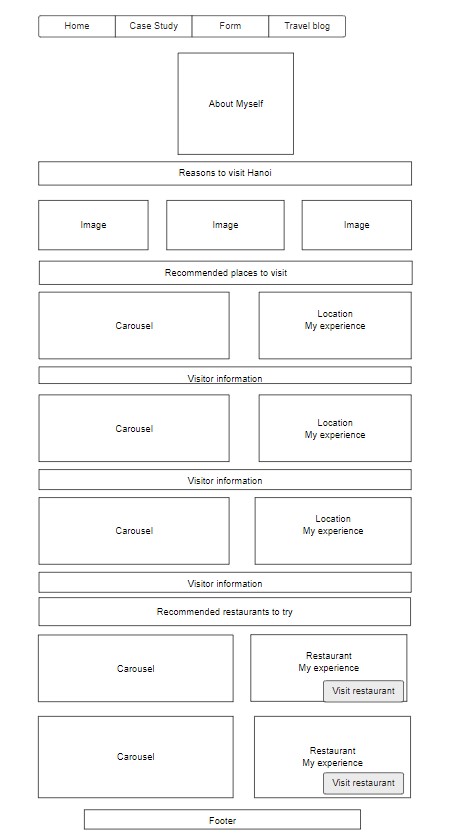 Home Case Study Form Travel blog
About Myself
Reasons to visit Hanoi
Image Image Image
Recommended places to visit
Carousel
Location
My experience
Visitor information
Carousel
Location
My experience
Visitor information
Carousel
Location
My experience
Visitor information
Recommended restaurants to try
Carousel
Restaurant
My experience
Visit restaurant
Carousel
Restaurant
My experience
Visit restaurant
Footer